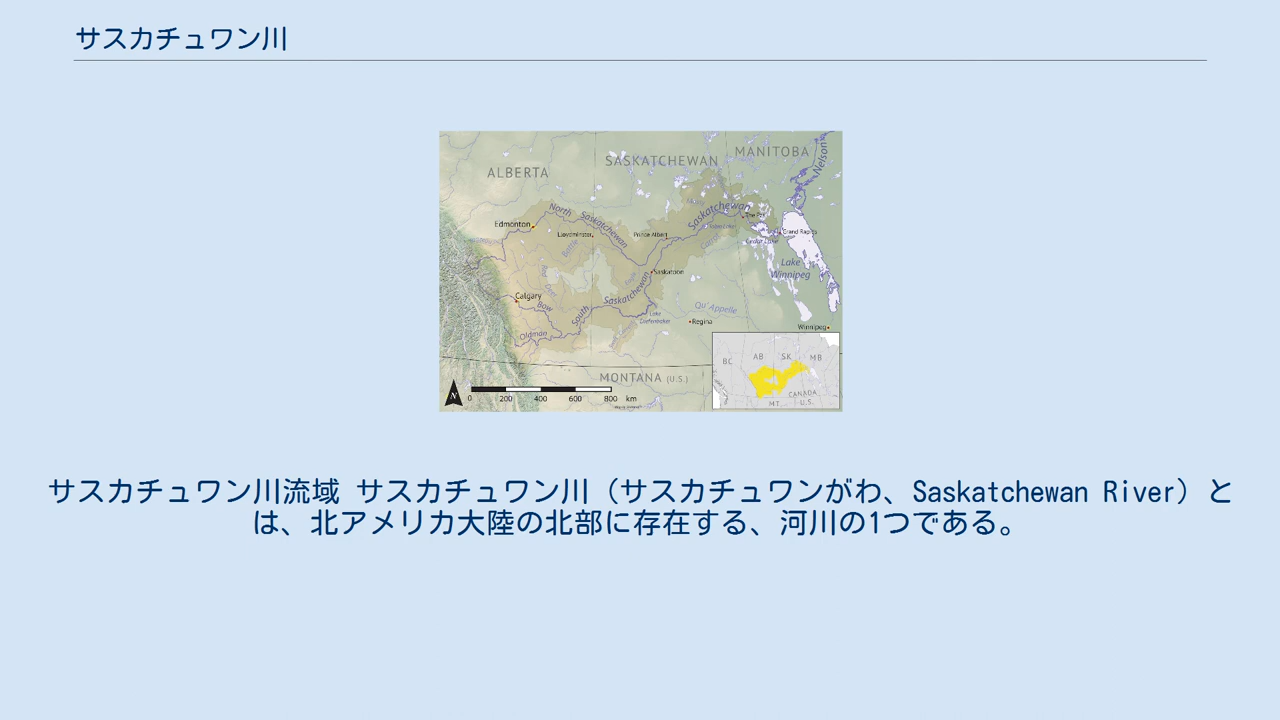 サスカチュワン川
ALBERTA
SASKATCHEWAN
MANITOBA
Nelson
Edmonton
North Saskatchewan
Lloydminster
Battle
Prince Albert
Saskatchewan
The Pas
Grand Rapids
Cedar Lake
Lake Winnipeg
Saskatoon
Calgary
Bow
Red Deer
South Saskatchewan
Oldman
Lake Diefenbaker
Qu'Appelle
Regina
Winnipeg
MONTANA (U.S.)
N
0 200 400 600 800 km
BC AB SK MB
CANADA
MT U.S.
サスカチュワン川流域 サスカチュワン川（サスカチュワンがわ、Saskatchewan River）と
は、北アメリカ大陸の北部に存在する、河川の1つである。